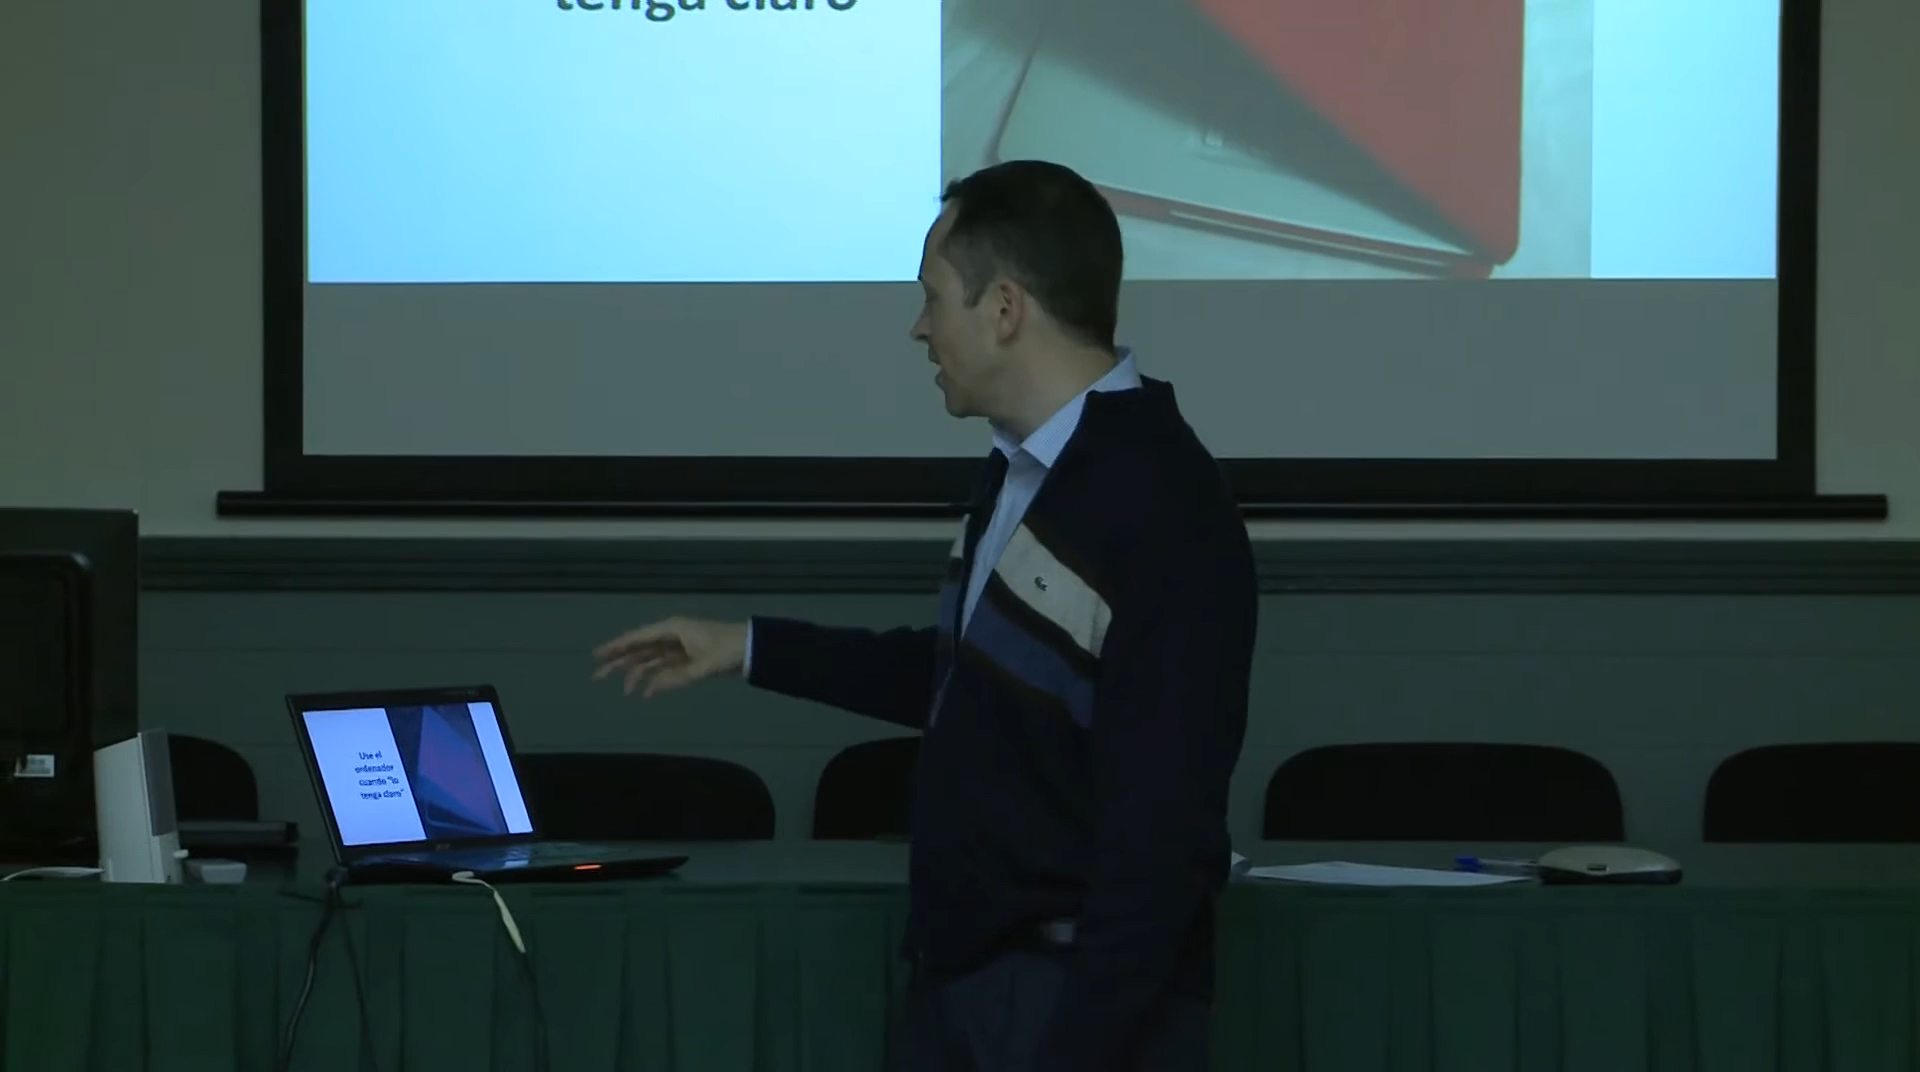 tenga claro
Use el
ordenador
cuando "lo
tenga claro"